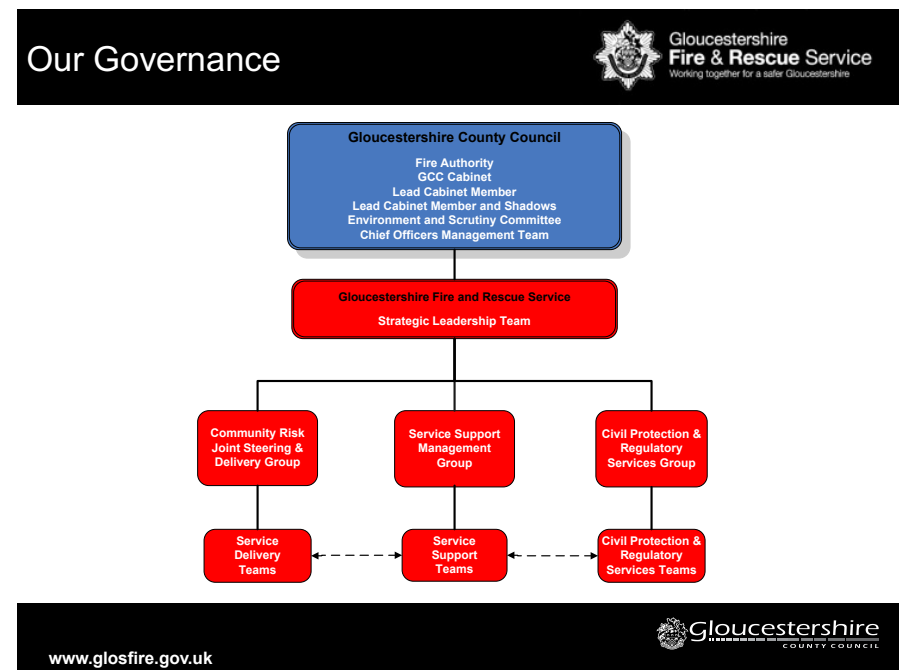 Our Governance
Gloucestershire
Fire & Rescue Service
Working together for a safer Gloucestershire
Gloucestershire County Council
Fire Authority
GCC Cabinet
Lead Cabinet Member
Lead Cabinet Member and Shadows
Environment and Scrutiny Committee
Chief Officers Management Team
Gloucestershire Fire and Rescue Service
Strategic Leadership Team
Community Risk
Joint Steering &
Delivery Group
Service Support
Management
Group
Civil Protection &
Regulatory
Services Group
Service
Delivery
Teams
Service
Support
Teams
Civil Protection &
Regulatory
Services Teams
www.glosfire.gov.uk
Gloucestershire
COUNTY COUNCIL